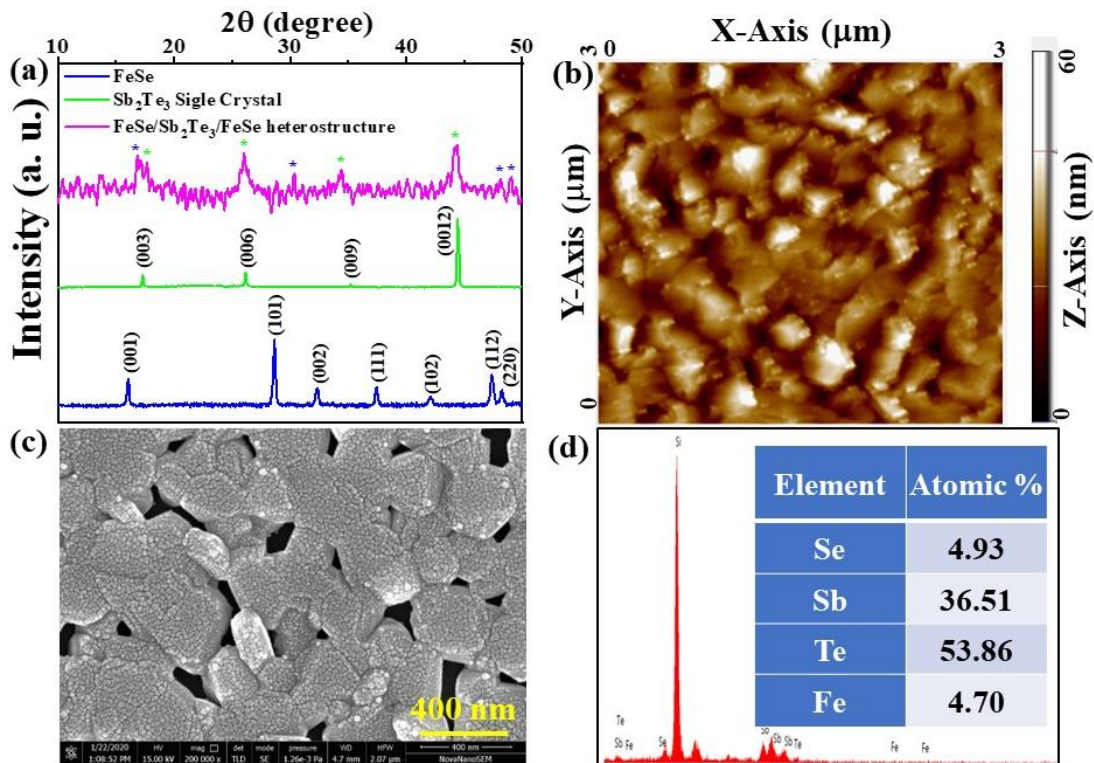 2θ (degree)
10 20 30 40 50
(a)
FeSe
Sb₂Te₃ Sigle Crystal
FeSe/Sb₂Te₃/FeSe heterostructure
* * * * * * * *
Intensity (a. u.)
(003) (006) (009) (0012)
(001) (101) (002) (111) (102) (112) (220)
X-Axis (μm)
3 0 3
(b)
Y-Axis (μm)
0
60
Z-Axis (nm)
0
(c)
400 nm
1/22/2020 HV mag □ det mode pressure WD HFW 400 nm
1:08:52 PM 15.00 kV 200 000 x TLD SE 1.26e-3 Pa 4.7 mm 2.07 μm NovaNanoSEM
(d)
Si
Element Atomic %
Se 4.93
Sb 36.51
Te 53.86
Fe 4.70
Te
Sb Fe Se Sb Sb Te Fe Fe